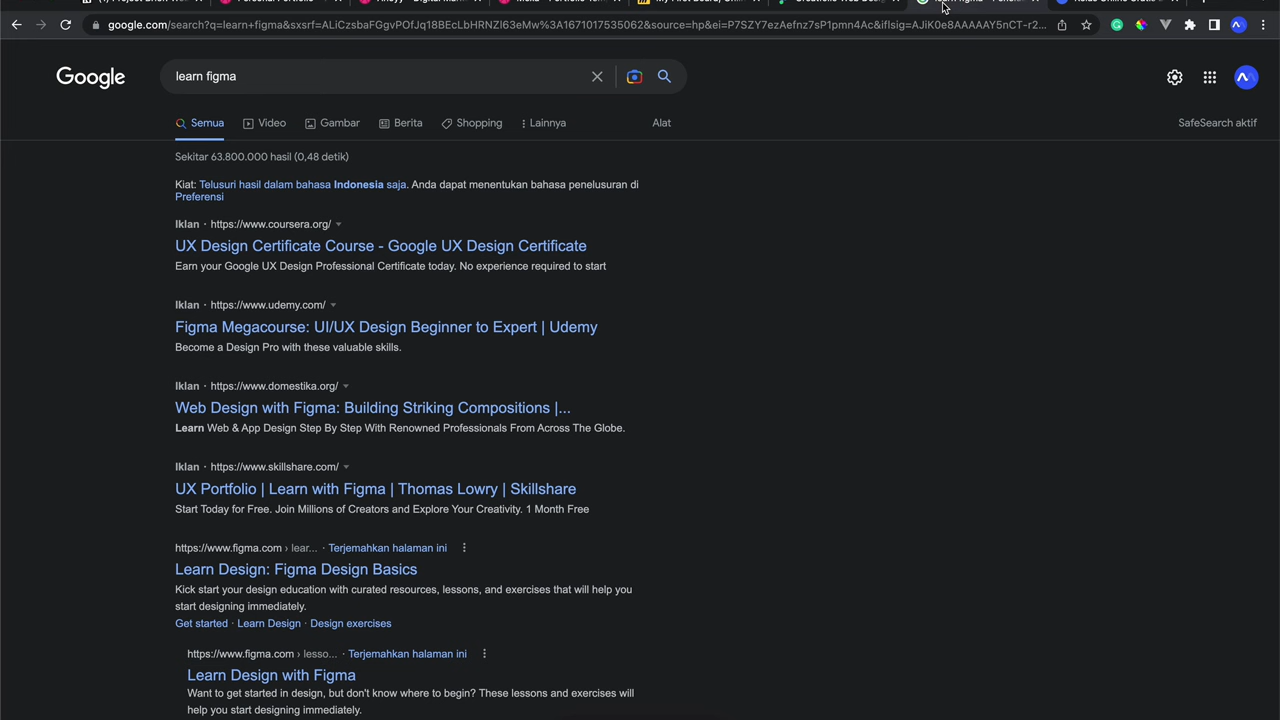 google.com/search?q=learn+figma&sxsrf=ALiCzsbaFGgvPOfJq18BEcLbHRNZl63eMw%3A1671017535062&source=hp&ei=P7SZY7ezAefnz7sP1pmn4Ac&iflsig=AJiK0e8AAAAAY5nCT-r2...
Google
learn figma
Semua
Video
Gambar
Berita
Shopping
Lainnya
Alat
SafeSearch aktif
Sekitar 63.800.000 hasil (0,48 detik)
Kiat: Telusuri hasil dalam bahasa Indonesia saja. Anda dapat menentukan bahasa penelusuran di
Preferensi
Iklan · https://www.coursera.org/
UX Design Certificate Course - Google UX Design Certificate
Earn your Google UX Design Professional Certificate today. No experience required to start
Iklan · https://www.udemy.com/
Figma Megacourse: UI/UX Design Beginner to Expert | Udemy
Become a Design Pro with these valuable skills.
Iklan · https://www.domestika.org/
Web Design with Figma: Building Striking Compositions |...
Learn Web & App Design Step By Step With Renowned Professionals From Across The Globe.
Iklan · https://www.skillshare.com/
UX Portfolio | Learn with Figma | Thomas Lowry | Skillshare
Start Today for Free. Join Millions of Creators and Explore Your Creativity. 1 Month Free
https://www.figma.com › lear... · Terjemahkan halaman ini
Learn Design: Figma Design Basics
Kick start your design education with curated resources, lessons, and exercises that will help you
start designing immediately.
Get started · Learn Design · Design exercises
https://www.figma.com › lesso... · Terjemahkan halaman ini
Learn Design with Figma
Want to get started in design, but don't know where to begin? These lessons and exercises will
help you start designing immediately.